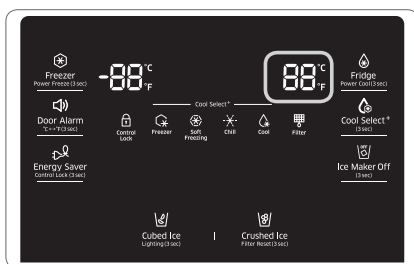 Freezer
Power Freeze (3 sec)
-88 °C °F
88 °C °F
Fridge
Power Cool(3 sec)
Cool Select+
Door Alarm
°C↔°F(3 sec)
Control Lock
Freezer
Soft Freezing
Chill
Cool
Filter
Cool Select+
(3 sec)
Energy Saver
Control Lock (3 sec)
OFF
Ice Maker Off
(3 sec)
Cubed Ice
Lighting(3 sec)
Crushed Ice
Filter Reset(3 sec)